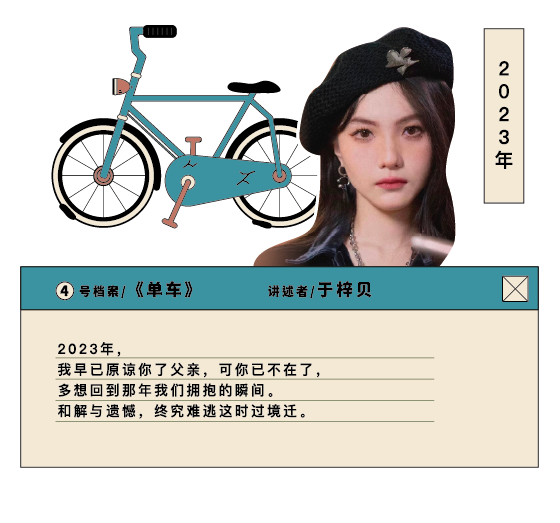 2023年
④号档案/《单车》 讲述者/于梓贝
2023年，
我早已原谅你了父亲，可你已不在了，
多想回到那年我们拥抱的瞬间。
和解与遗憾，终究难逃这时过境迁。